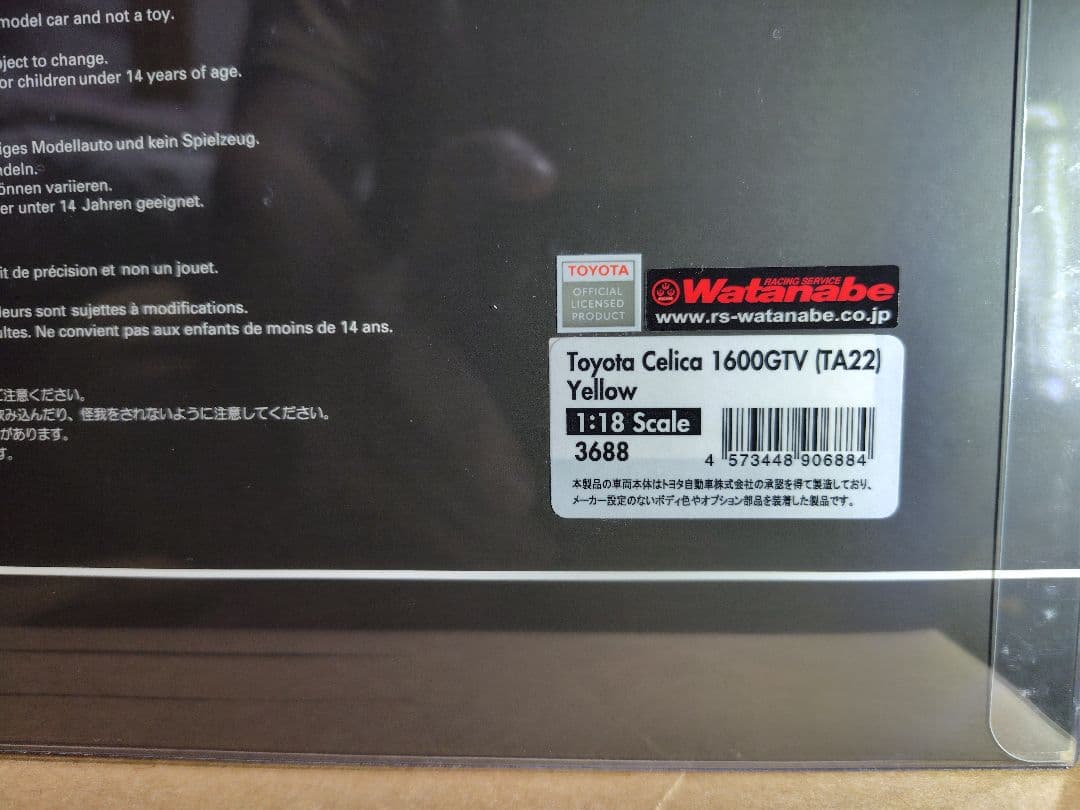 model car and not a toy.
ject to change.
or children under 14 years of age.
iges Modellauto und kein Spielzeug.
ndeln.
önnen variieren.
er unter 14 Jahren geeignet.
it de précision et non un jouet.
leurs sont sujettes à modifications.
ultes. Ne convient pas aux enfants de moins de 14 ans.
ご注意ください。
飲み込んだり、怪我をされないように注意してください。
があります。
す。
TOYOTA
OFFICIAL
LICENSED
PRODUCT
RACING SERVICE
Watanabe
www.rs-watanabe.co.jp
Toyota Celica 1600GTV (TA22)
Yellow
1:18 Scale
3688
4 573448 906884
本製品の車両本体はトヨタ自動車株式会社の承認を得て製造しており、
メーカー設定のないボディ色やオプション部品を装着した製品です。